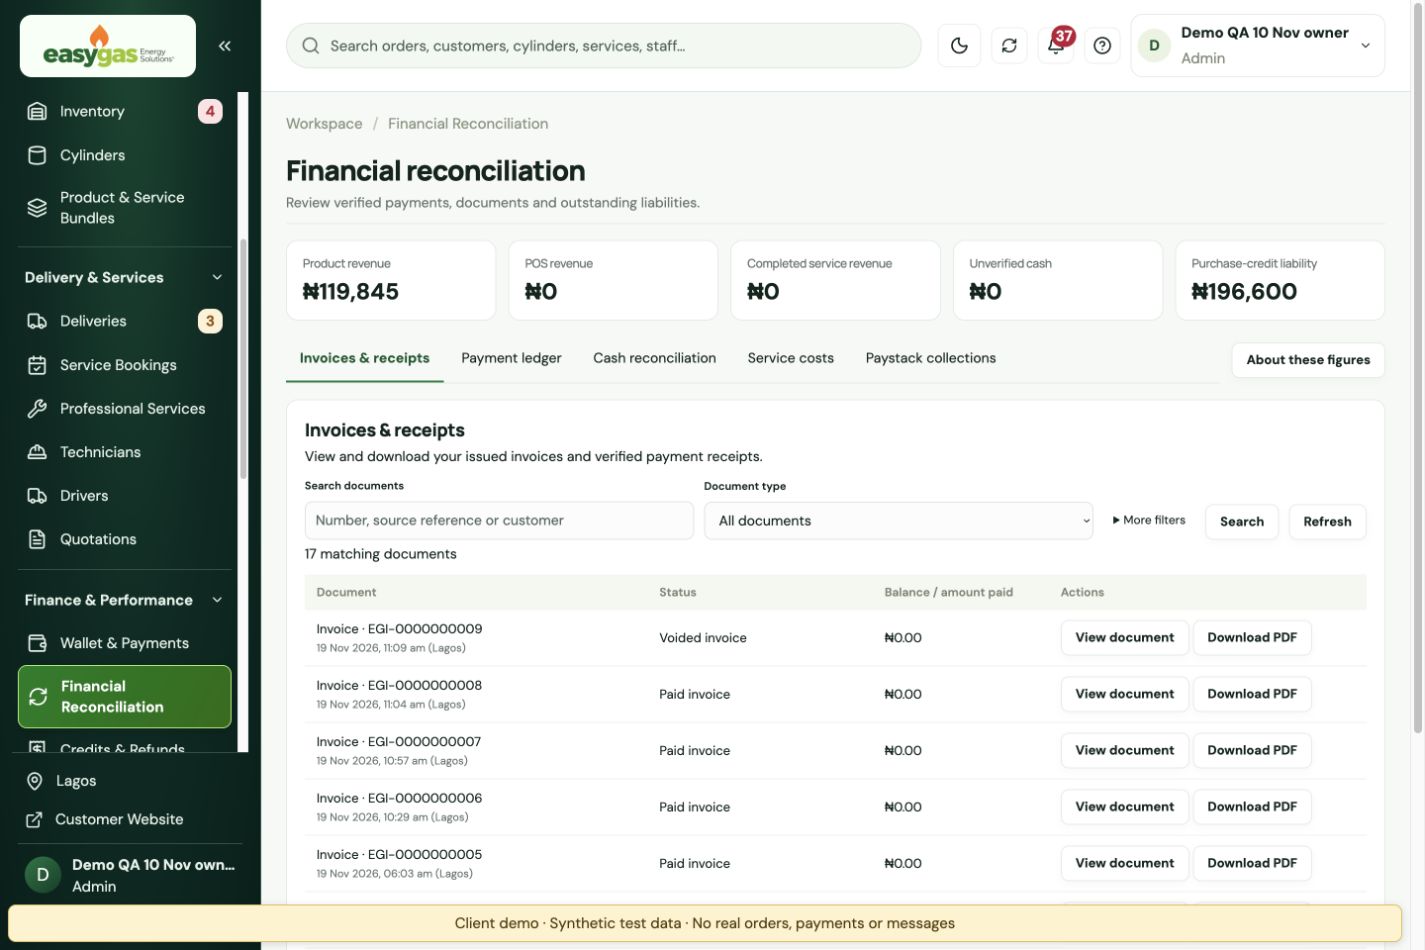 easygas Energy Solutions
Inventory 4
Cylinders
Product & Service
Bundles
Delivery & Services
Deliveries 3
Service Bookings
Professional Services
Technicians
Drivers
Quotations
Finance & Performance
Wallet & Payments
Financial
Reconciliation
Credits & Refunds
Lagos
Customer Website
D Demo QA 10 Nov own...
Admin
Search orders, customers, cylinders, services, staff...
37
D Demo QA 10 Nov owner
Admin
Workspace / Financial Reconciliation
Financial reconciliation
Review verified payments, documents and outstanding liabilities.
Product revenue
₦119,845
POS revenue
₦0
Completed service revenue
₦0
Unverified cash
₦0
Purchase-credit liability
₦196,600
Invoices & receipts Payment ledger Cash reconciliation Service costs Paystack collections About these figures
Invoices & receipts
View and download your issued invoices and verified payment receipts.
Search documents
Number, source reference or customer
Document type
All documents
More filters Search Refresh
17 matching documents
Document Status Balance / amount paid Actions
Invoice · EGI-0000000009
19 Nov 2026, 11:09 am (Lagos)
Voided invoice ₦0.00 View document Download PDF
Invoice · EGI-0000000008
19 Nov 2026, 11:04 am (Lagos)
Paid invoice ₦0.00 View document Download PDF
Invoice · EGI-0000000007
19 Nov 2026, 10:57 am (Lagos)
Paid invoice ₦0.00 View document Download PDF
Invoice · EGI-0000000006
19 Nov 2026, 10:29 am (Lagos)
Paid invoice ₦0.00 View document Download PDF
Invoice · EGI-0000000005
19 Nov 2026, 06:03 am (Lagos)
Paid invoice ₦0.00 View document Download PDF
Client demo · Synthetic test data · No real orders, payments or messages